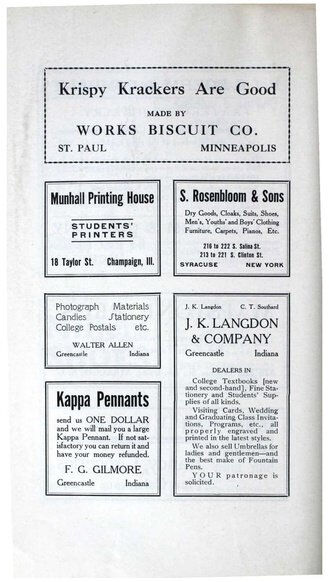 Krispy Krackers Are Good
MADE BY
WORKS BISCUIT CO.
ST. PAUL MINNEAPOLIS
Munhall Printing House
STUDENTS'
PRINTERS
18 Taylor St. Champaign, Ill.
S. Rosenbloom & Sons
Dry Goods, Cloaks, Suits, Shoes,
Men's, Youths' and Boys' Clothing
Furniture, Carpets, Pianos, Etc.
216 to 222 S. Salina St.
213 to 221 S. Clinton St.
SYRACUSE NEW YORK
Photograph Materials
Candies Stationery
College Postals etc.
WALTER ALLEN
Greencastle Indiana
Kappa Pennants
send us ONE DOLLAR
and we will mail you a large
Kappa Pennant. If not sat-
isfactory you can return it and
have your money refunded.
F. G. GILMORE
Greencastle Indiana
J. K. Langdon C. T. Southard
J. K. LANGDON
& COMPANY
Greencastle Indiana
DEALERS IN
College Textbooks [new
and second-hand], Fine Sta-
tionery and Students' Sup-
plies of all kinds.
Visiting Cards, Wedding
and Graduating Class Invita-
tions, Programs, etc., all
properly engraved and
printed in the latest styles.
We also sell Umbrellas for
ladies and gentlemen—and
the best make of Fountain
Pens.
YOUR patronage is
solicited.